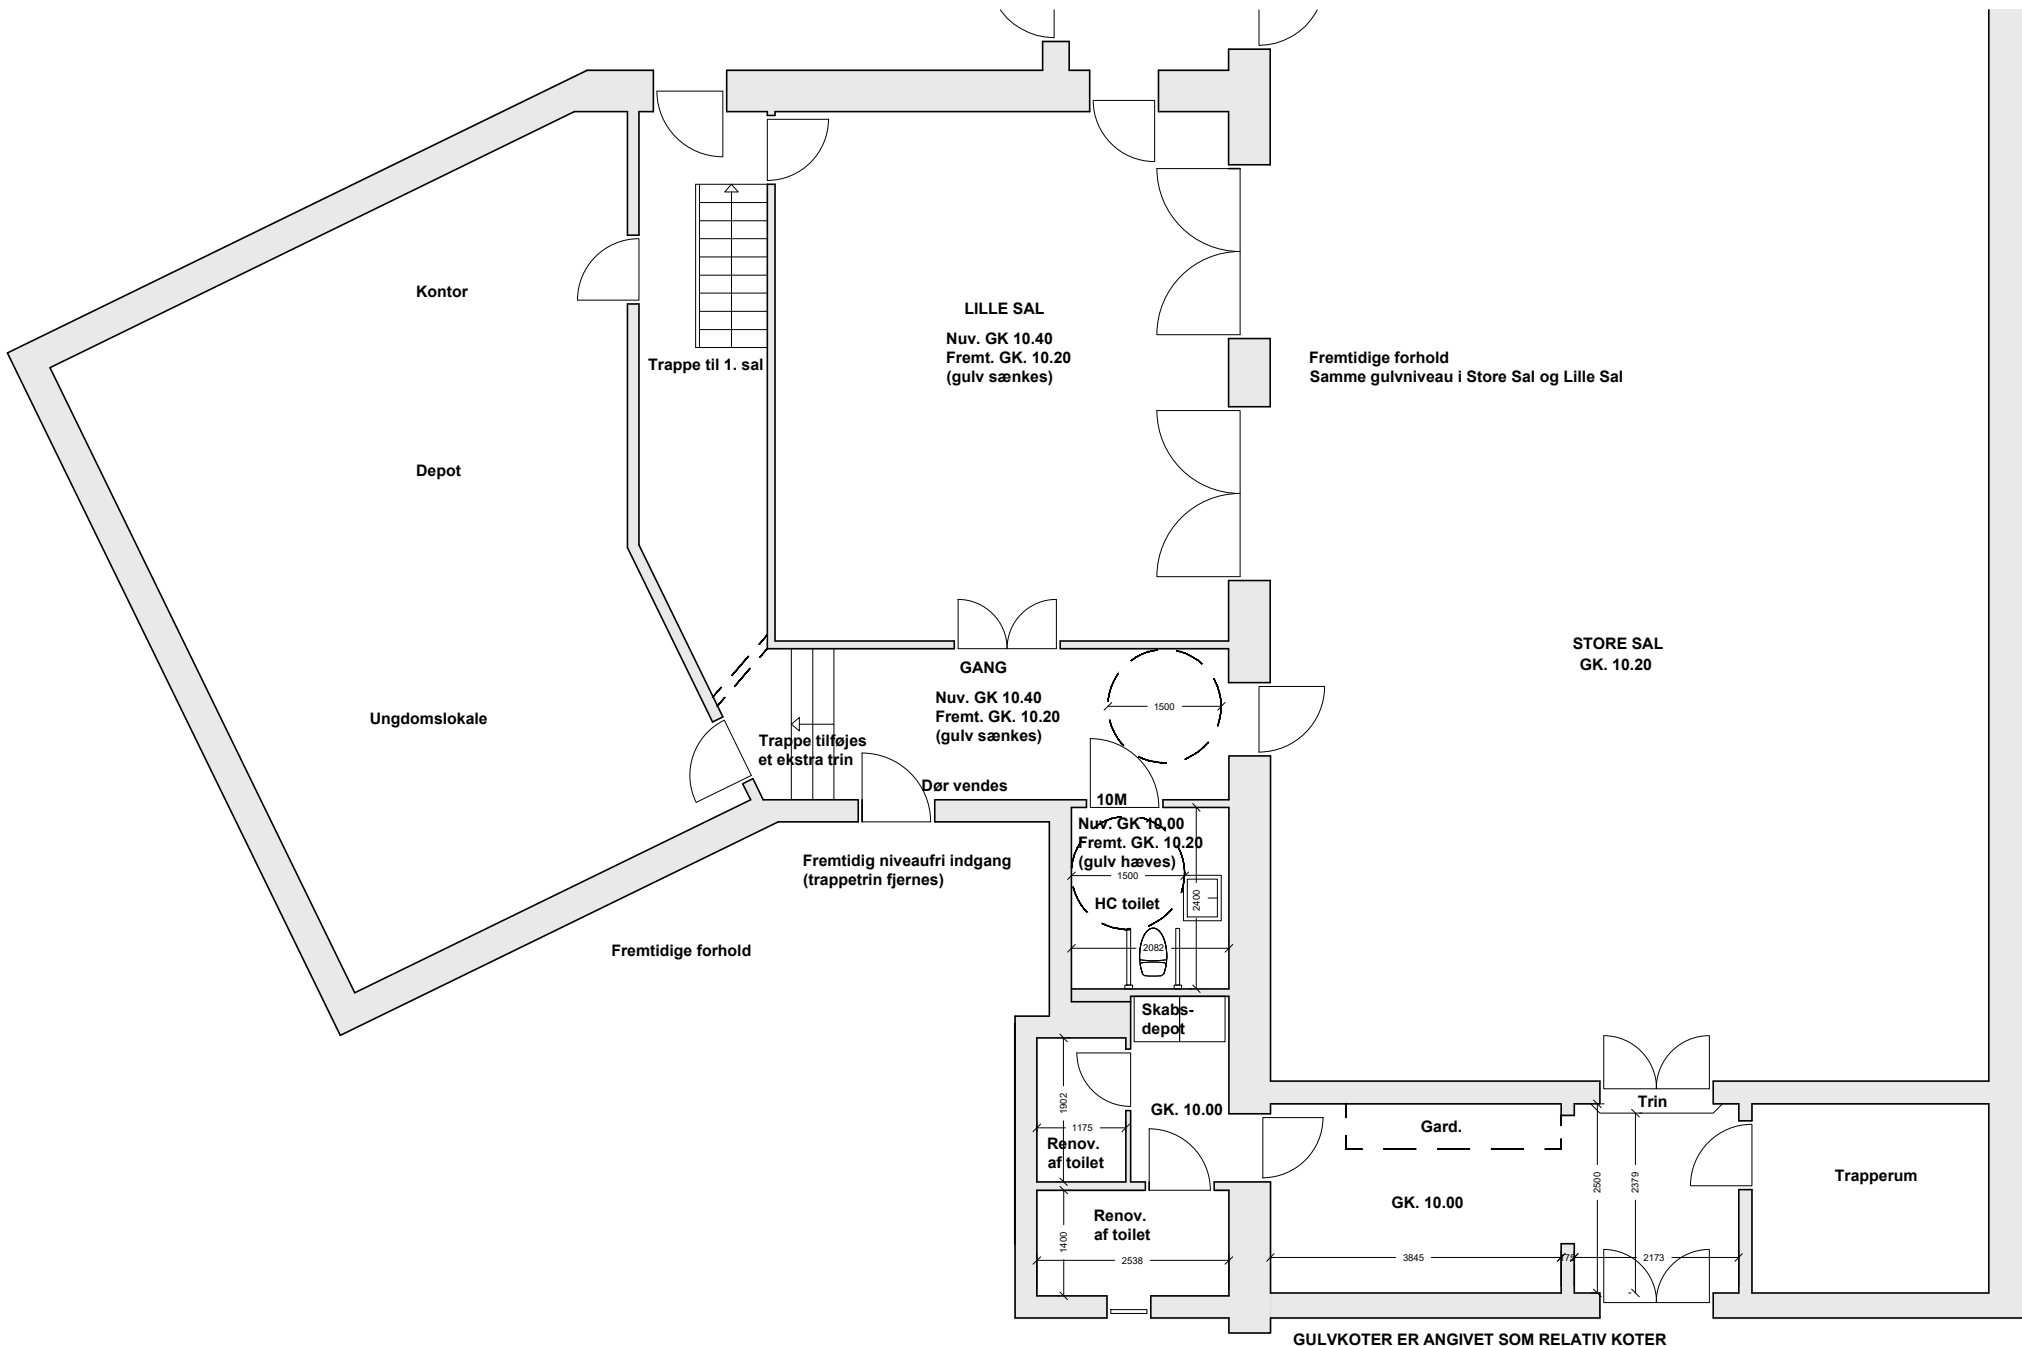 Kontor
LILLE SAL
Nuv. GK 10.40
Fremt. GK. 10.20
(gulv sænkes)
Trappe til 1. sal
Fremtidige forhold
Samme gulvniveau i Store Sal og Lille Sal
Depot
STORE SAL
GK. 10.20
GANG
Nuv. GK 10.40
Fremt. GK. 10.20
(gulv sænkes)
1500
Ungdomslokale
Trappe tilføjes
et ekstra trin
Dør vendes
10M
Nuv. GK 10.00
Fremt. GK. 10.20
(gulv hæves)
1500
2400
HC toilet
2082
Fremtidig niveaufri indgang
(trappetrin fjernes)
Fremtidige forhold
Skabs-
depot
1902
1175
Renov.
af toilet
GK. 10.00
Trin
Gard.
2500
2379
Trapperum
GK. 10.00
Renov.
af toilet
1400
2538
3845
175
2173
GULVKOTER ER ANGIVET SOM RELATIV KOTER